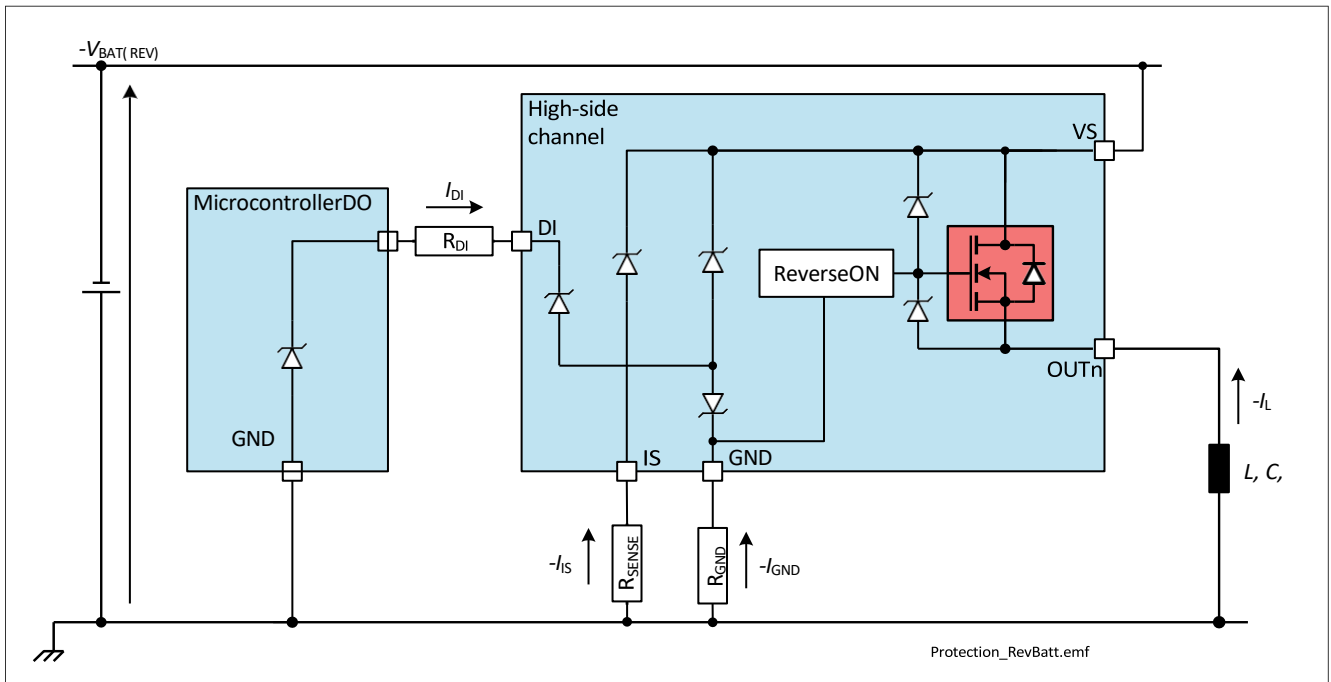 -VBAT( REV)
High-side
channel
VS
MicrocontrollerDO
IDI
RDI
DI
ReverseON
OUTn
-IL
GND
IS
GND
L, C,
-IIS
RSENSE
RGND
-IGND
Protection_RevBatt.emf